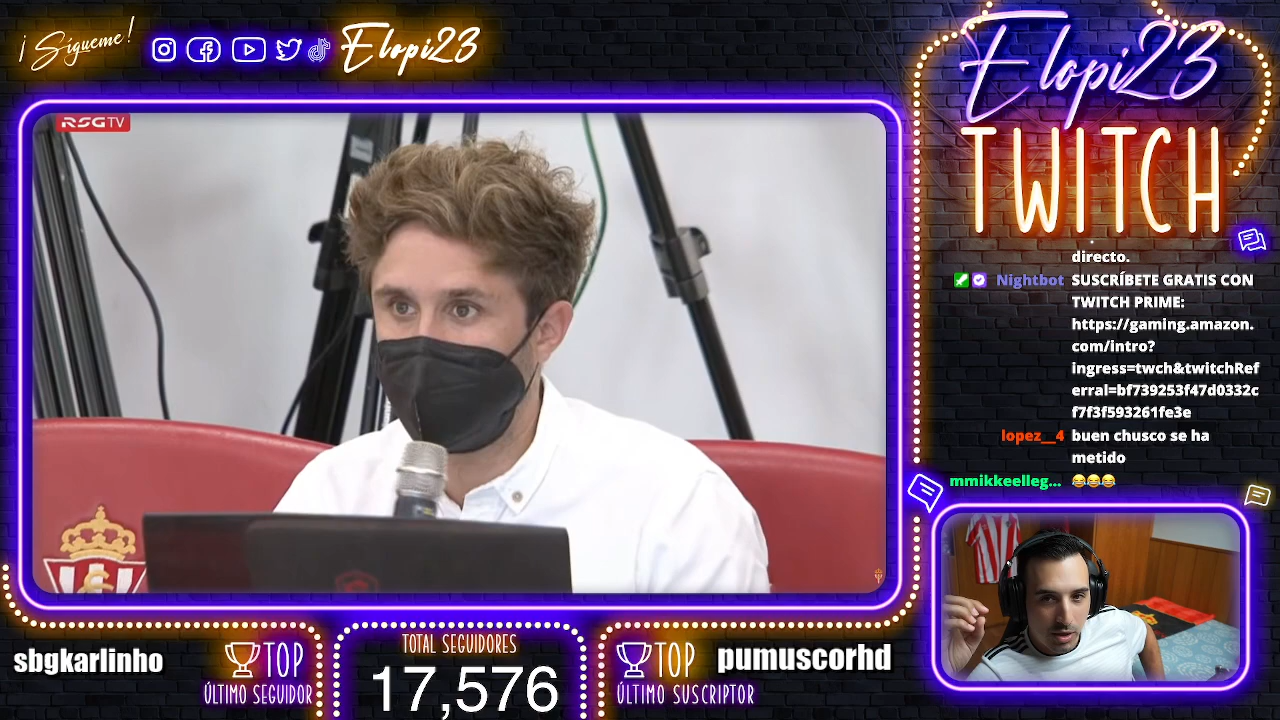 ¡Sígueme!
Elopi23
Elopi23
TWITCH
RSGTV
directo.
Nightbot SUSCRÍBETE GRATIS CON
TWITCH PRIME:
https://gaming.amazon.
com/intro?
ingress=twch&twitchRef
erral=bf739253f47d0332c
f7f3f593261fe3e
lopez__4 buen chusco se ha
metido
mmikkeelleg... 😂😂😂
sbgkarlinho
TOP
ÚLTIMO SEGUIDOR
TOTAL SEGUIDORES
17,576
TOP
ÚLTIMO SUSCRIPTOR
pumuscorhd